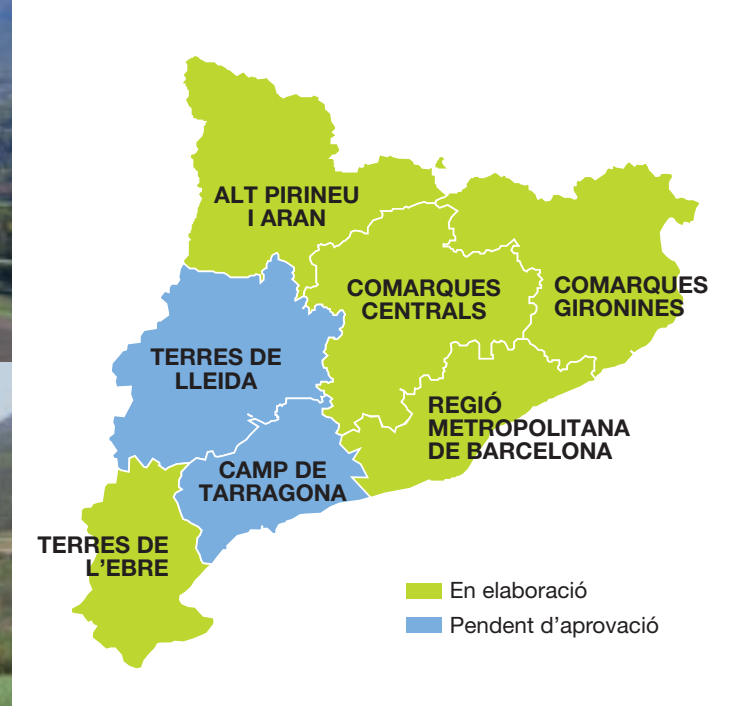 ALT PIRINEU
I ARAN
COMARQUES
CENTRALS
COMARQUES
GIRONINES
TERRES DE
LLEIDA
REGIÓ
METROPOLITANA
DE BARCELONA
CAMP DE
TARRAGONA
TERRES DE
L’EBRE
En elaboració
Pendent d’aprovació